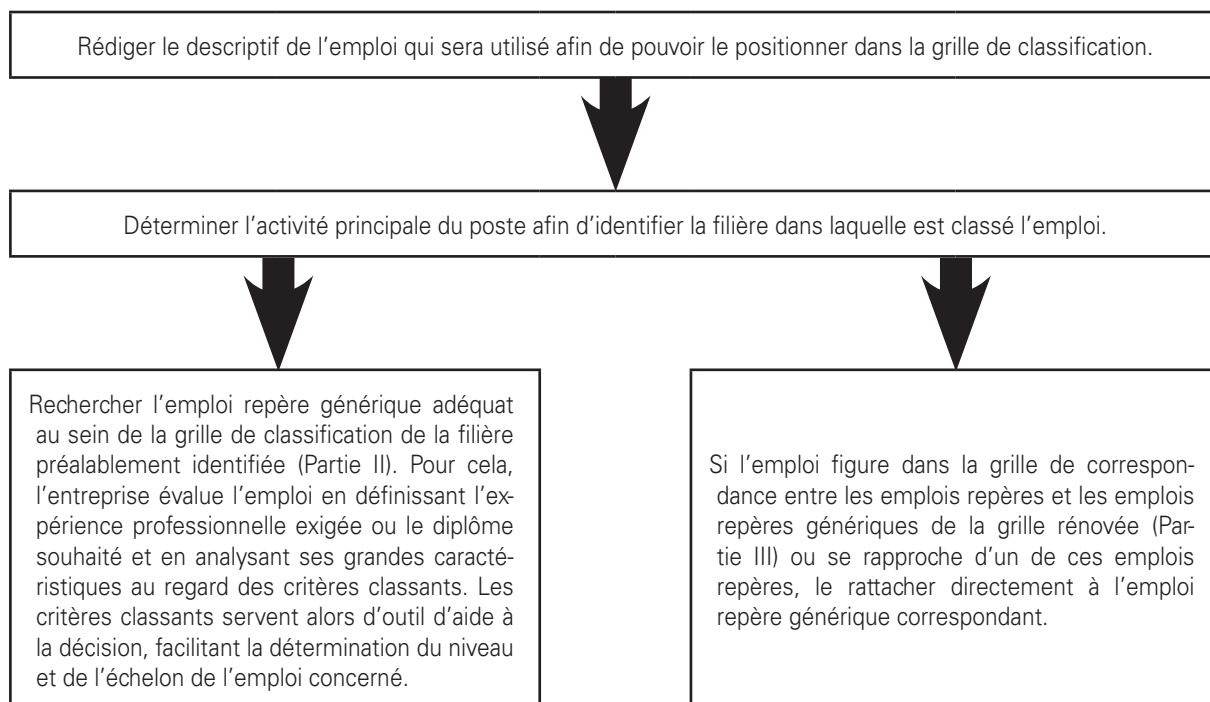 Rédiger le descriptif de l'emploi qui sera utilisé afin de pouvoir le positionner dans la grille de classification.
Déterminer l'activité principale du poste afin d'identifier la filière dans laquelle est classé l'emploi.
Rechercher l'emploi repère générique adéquat
au sein de la grille de classification de la filière
préalablement identifiée (Partie II). Pour cela,
l'entreprise évalue l'emploi en définissant l'ex-
périence professionnelle exigée ou le diplôme
souhaité et en analysant ses grandes caracté-
ristiques au regard des critères classants. Les
critères classants servent alors d'outil d'aide à
la décision, facilitant la détermination du niveau
et de l'échelon de l'emploi concerné.
Si l'emploi figure dans la grille de correspon-
dance entre les emplois repères et les emplois
repères génériques de la grille rénovée (Par-
tie III) ou se rapproche d'un de ces emplois
repères, le rattacher directement à l'emploi
repère générique correspondant.